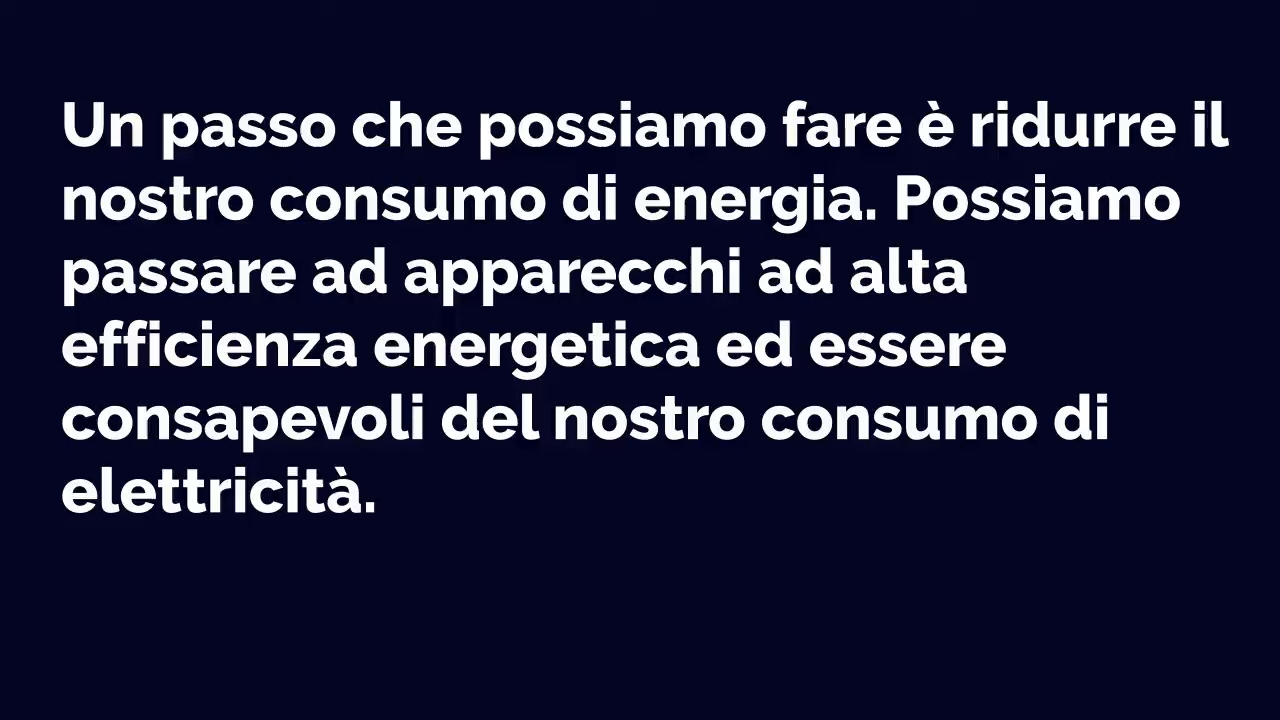 Un passo che possiamo fare è ridurre il
nostro consumo di energia. Possiamo
passare ad apparecchi ad alta
efficienza energetica ed essere
consapevoli del nostro consumo di
elettricità.